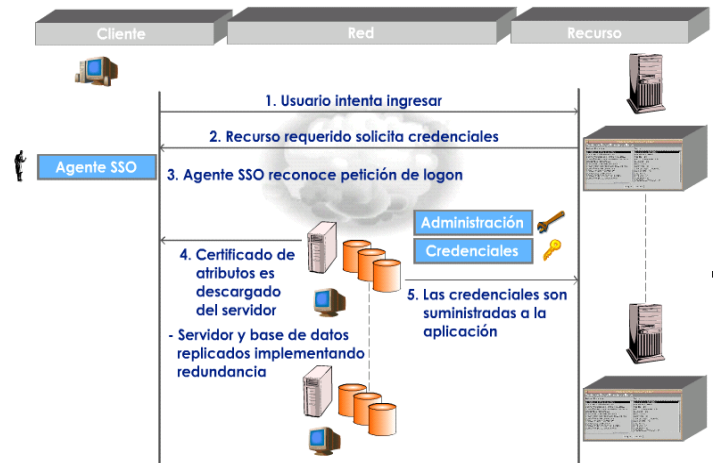 Cliente
Red
Recurso
1. Usuario intenta ingresar
2. Recurso requerido solicita credenciales
Agente SSO
3. Agente SSO reconoce petición de logon
Administración
Credenciales
4. Certificado de
atributos es
descargado
del servidor
5. Las credenciales son
suministradas a la
aplicación
- Servidor y base de datos
replicados implementando
redundancia